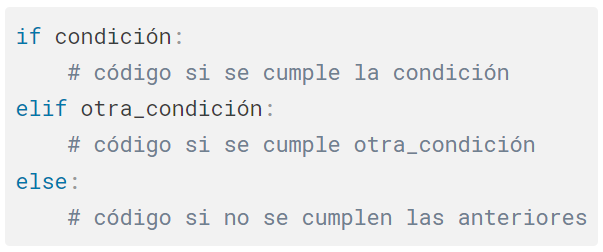 if condición:
    # código si se cumple la condición
elif otra_condición:
    # código si se cumple otra_condición
else:
    # código si no se cumplen las anteriores